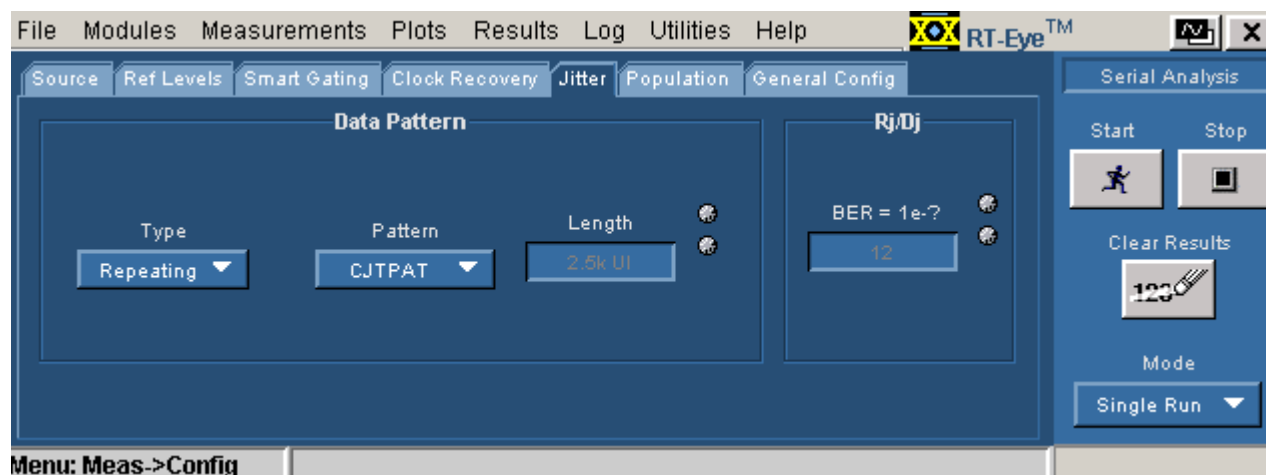 File Modules Measurements Plots Results Log Utilities Help RT-Eye™
Source Ref Levels Smart Gating Clock Recovery Jitter Population General Config
Serial Analysis
Data Pattern
Rj/Dj
Start Stop
Type
Repeating
Pattern
CJTPAT
Length
2.5k UI
BER = 1e-?
12
Clear Results
123
Mode
Single Run
Menu: Meas->Config